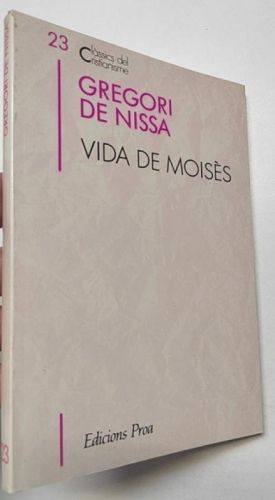 23
Clàssics del
Cristianisme
GREGORI
DE NISSA
VIDA DE MOISÈS
Edicions Proa